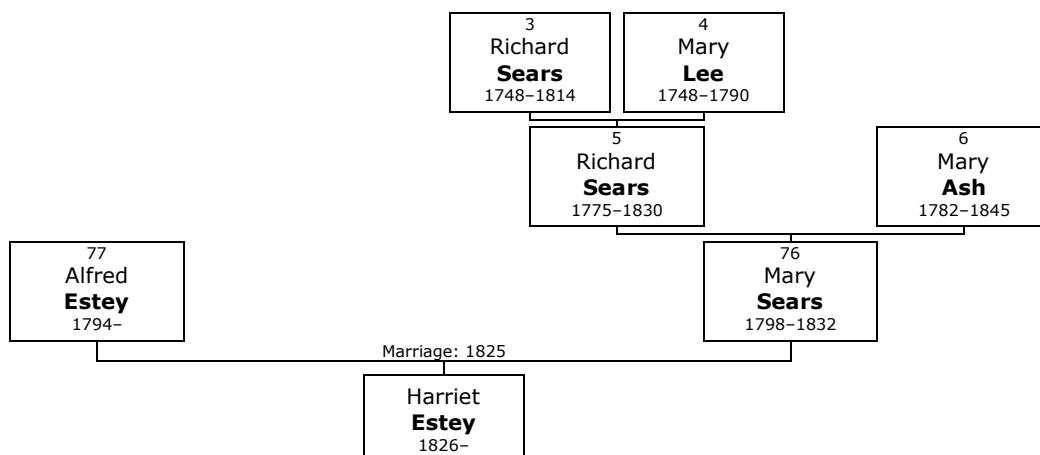 3
Richard
Sears
1748–1814
4
Mary
Lee
1748–1790
5
Richard
Sears
1775–1830
6
Mary
Ash
1782–1845
77
Alfred
Estey
1794–
76
Mary
Sears
1798–1832
Marriage: 1825
Harriet
Estey
1826–